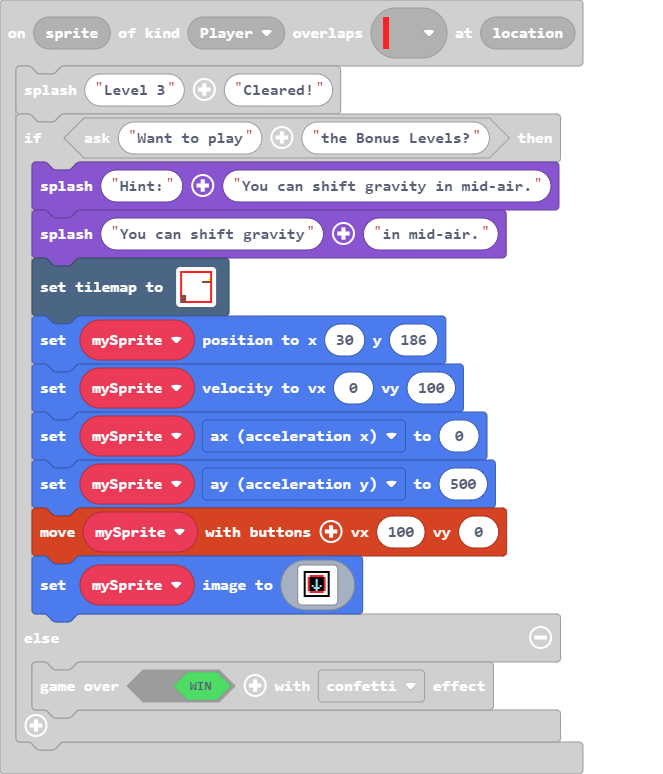 on sprite of kind Player overlaps at location
splash "Level 3" "Cleared!"
if ask "Want to play" "the Bonus Levels?" then
splash "Hint:" "You can shift gravity in mid-air."
splash "You can shift gravity" "in mid-air."
set tilemap to
set mySprite position to x 30 y 186
set mySprite velocity to vx 0 vy 100
set mySprite ax (acceleration x) to 0
set mySprite ay (acceleration y) to 500
move mySprite with buttons vx 100 vy 0
set mySprite image to
else
game over WIN with confetti effect